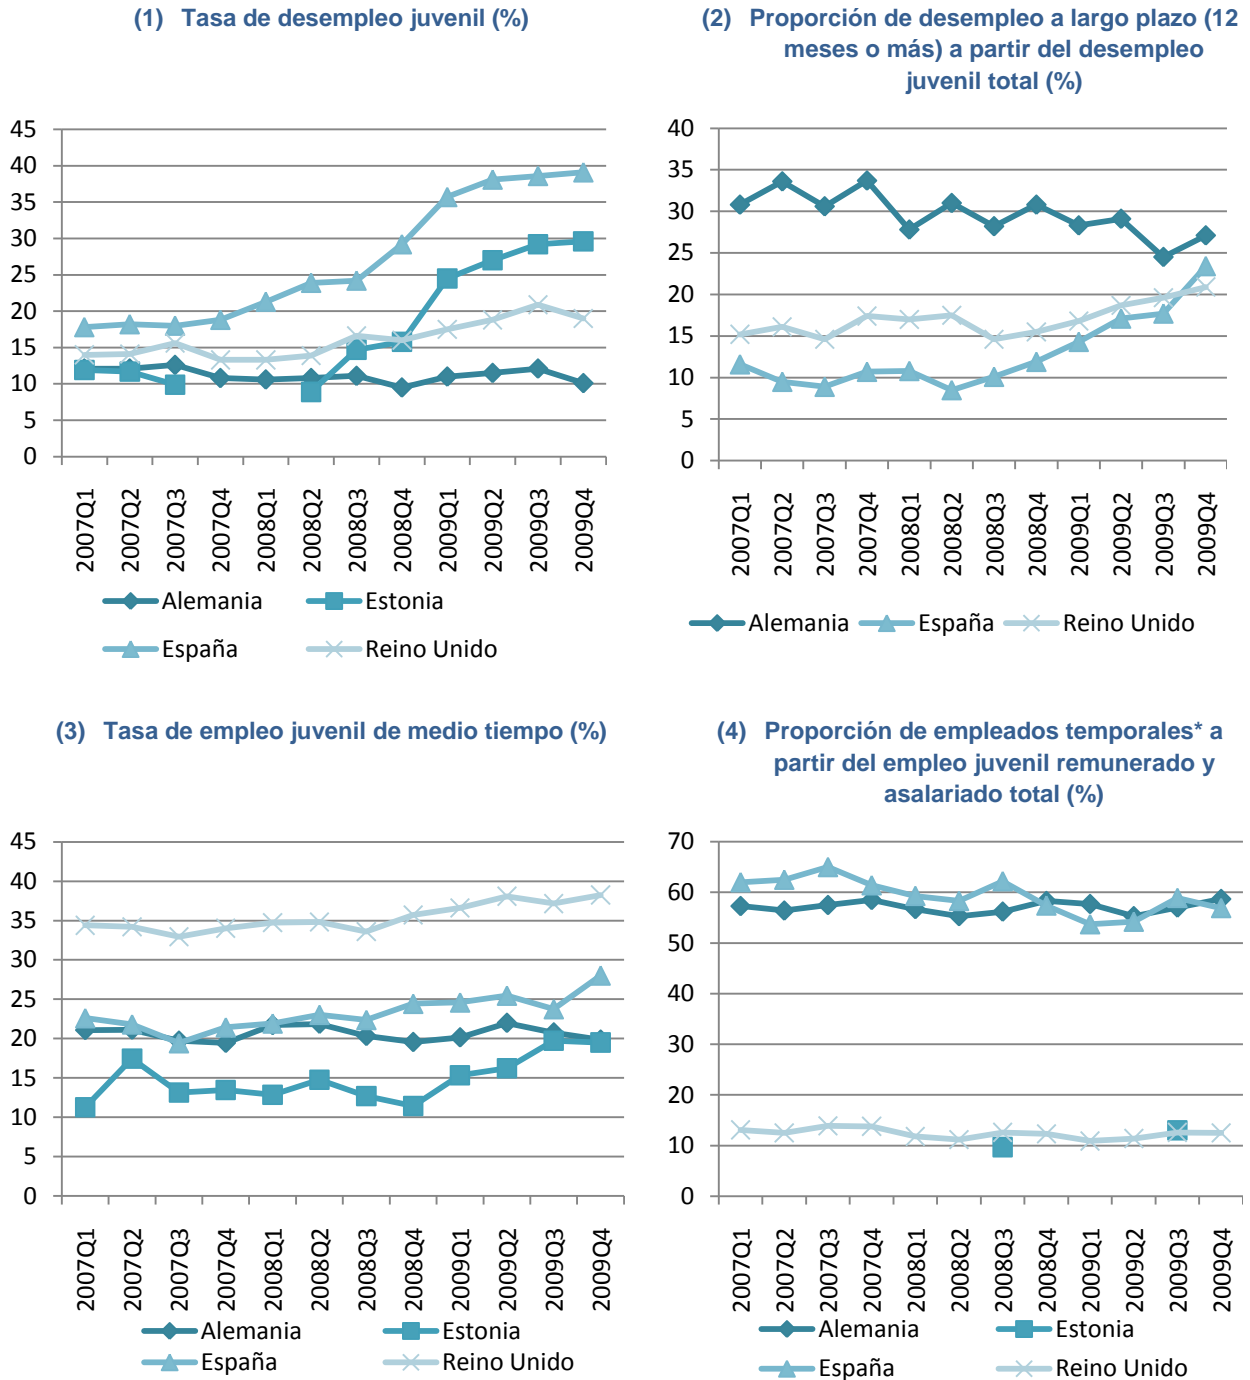 (1) Tasa de desempleo juvenil (%)
45
40
35
30
25
20
15
10
5
0
2007Q1
2007Q2
2007Q3
2007Q4
2008Q1
2008Q2
2008Q3
2008Q4
2009Q1
2009Q2
2009Q3
2009Q4
Alemania
Estonia
España
Reino Unido
(2) Proporción de desempleo a largo plazo (12
meses o más) a partir del desempleo
juvenil total (%)
40
35
30
25
20
15
10
5
0
2007Q1
2007Q2
2007Q3
2007Q4
2008Q1
2008Q2
2008Q3
2008Q4
2009Q1
2009Q2
2009Q3
2009Q4
Alemania
España
Reino Unido
(3) Tasa de empleo juvenil de medio tiempo (%)
45
40
35
30
25
20
15
10
5
0
2007Q1
2007Q2
2007Q3
2007Q4
2008Q1
2008Q2
2008Q3
2008Q4
2009Q1
2009Q2
2009Q3
2009Q4
Alemania
Estonia
España
Reino Unido
(4) Proporción de empleados temporales* a
partir del empleo juvenil remunerado y
asalariado total (%)
70
60
50
40
30
20
10
0
2007Q1
2007Q2
2007Q3
2007Q4
2008Q1
2008Q2
2008Q3
2008Q4
2009Q1
2009Q2
2009Q3
2009Q4
Alemania
Estonia
España
Reino Unido